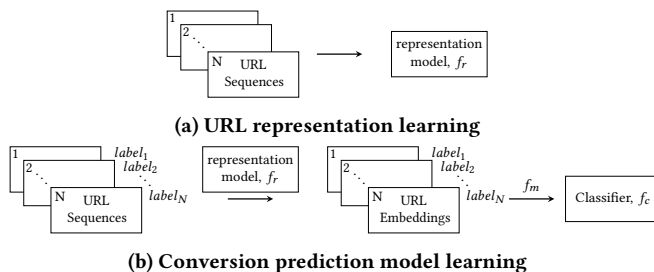 1
2
N URL
Sequences
representation
model, f_r
(a) URL representation learning
1
2
N URL
Sequences
label_1
label_2
label_N
representation
model, f_r
1
2
N URL
Embeddings
label_1
label_2
label_N
f_m
Classifier, f_c
(b) Conversion prediction model learning